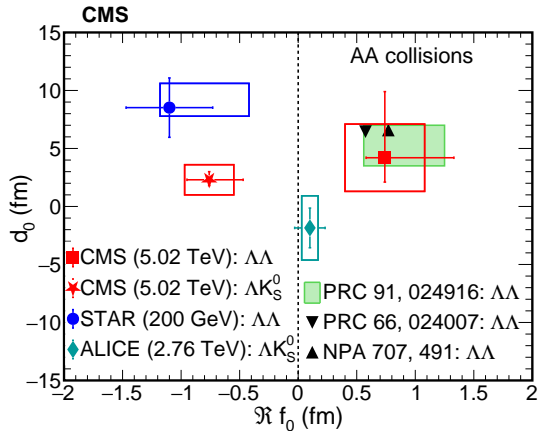 CMS
AA collisions
d₀ (fm)
15
10
5
0
−5
−10
−15
CMS (5.02 TeV): ΛΛ
CMS (5.02 TeV): ΛK⁰_S
STAR (200 GeV): ΛΛ
ALICE (2.76 TeV): ΛK⁰_S
PRC 91, 024916: ΛΛ
PRC 66, 024007: ΛΛ
NPA 707, 491: ΛΛ
−2 −1.5 −1 −0.5 0 0.5 1 1.5 2
ℜ f₀ (fm)